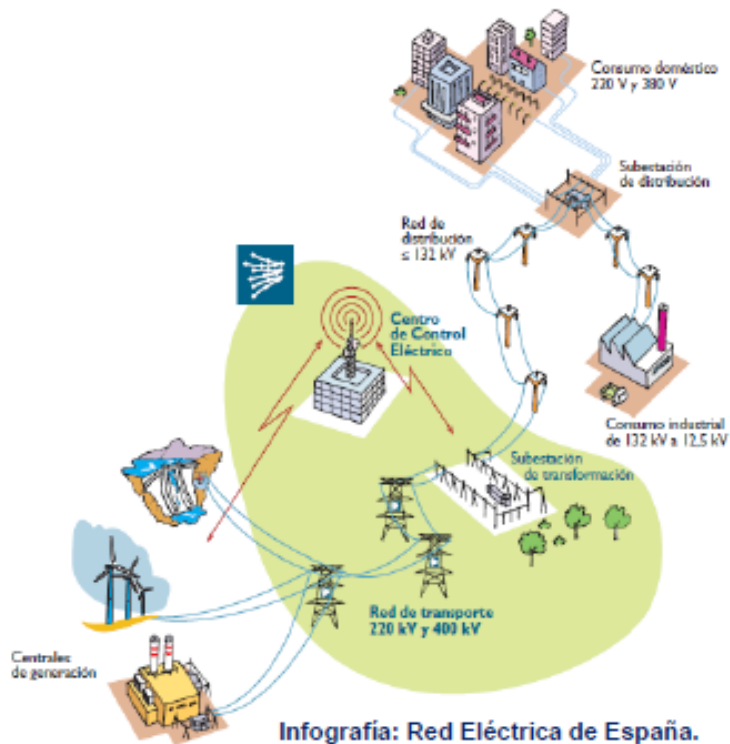 Consumo doméstico
220 V y 380 V
Subestación
de distribución
Red de
distribución
≤ 132 kV
Centro
de Control
Eléctrico
Consumo industrial
de 132 kV a 12,5 kV
Subestación
de transformación
Red de transporte
220 kV y 400 kV
Centrales
de generación
Infografía: Red Eléctrica de España.